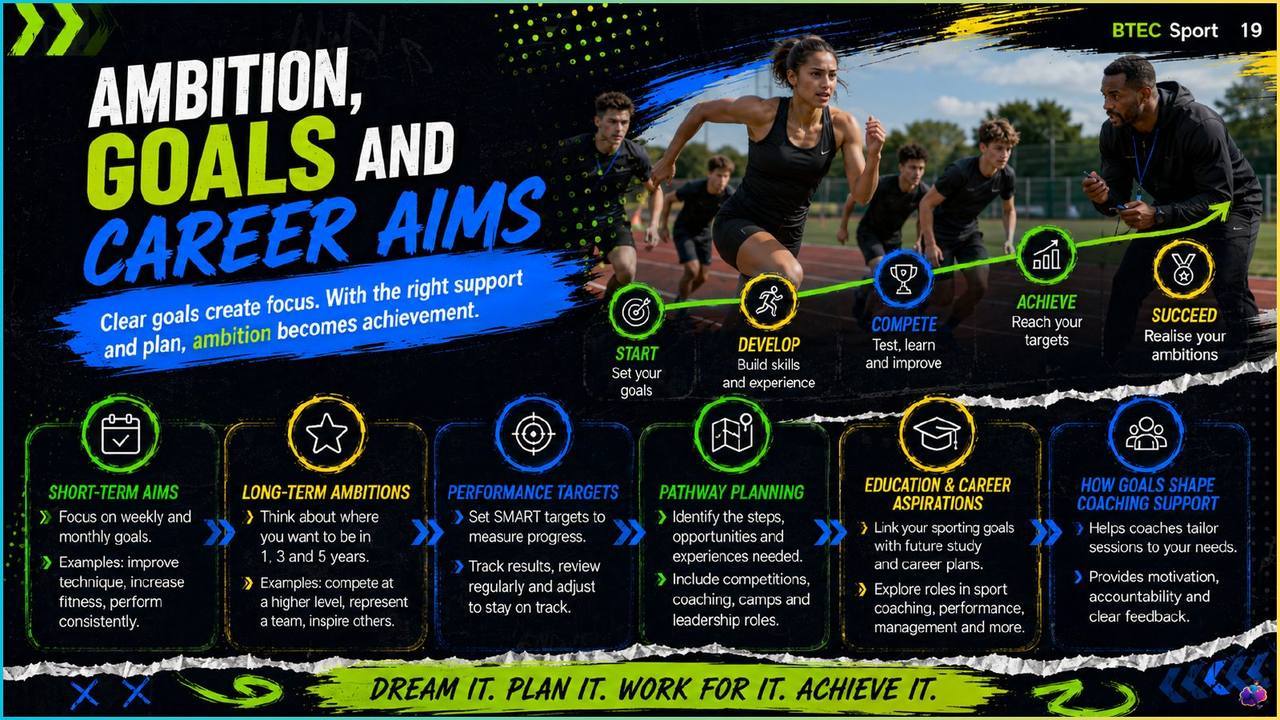 BTEC Sport 19
AMBITION,
GOALS AND
CAREER AIMS
Clear goals create focus. With the right support
and plan, ambition becomes achievement.
START
Set your
goals
DEVELOP
Build skills
and experience
COMPETE
Test, learn
and improve
ACHIEVE
Reach your
targets
SUCCEED
Realise your
ambitions
SHORT-TERM AIMS
Focus on weekly and
monthly goals.
Examples: improve
technique, increase
fitness, perform
consistently.
LONG-TERM AMBITIONS
Think about where
you want to be in
1, 3 and 5 years.
Examples: compete at
a higher level, represent
a team, inspire others.
PERFORMANCE TARGETS
Set SMART targets to
measure progress.
Track results, review
regularly and adjust
to stay on track.
PATHWAY PLANNING
Identify the steps,
opportunities and
experiences needed.
Include competitions,
coaching, camps and
leadership roles.
EDUCATION & CAREER
ASPIRATIONS
Link your sporting goals
with future study
and career plans.
Explore roles in sport
coaching, performance,
management and more.
HOW GOALS SHAPE
COACHING SUPPORT
Helps coaches tailor
sessions to your needs.
Provides motivation,
accountability and
clear feedback.
DREAM IT. PLAN IT. WORK FOR IT. ACHIEVE IT.